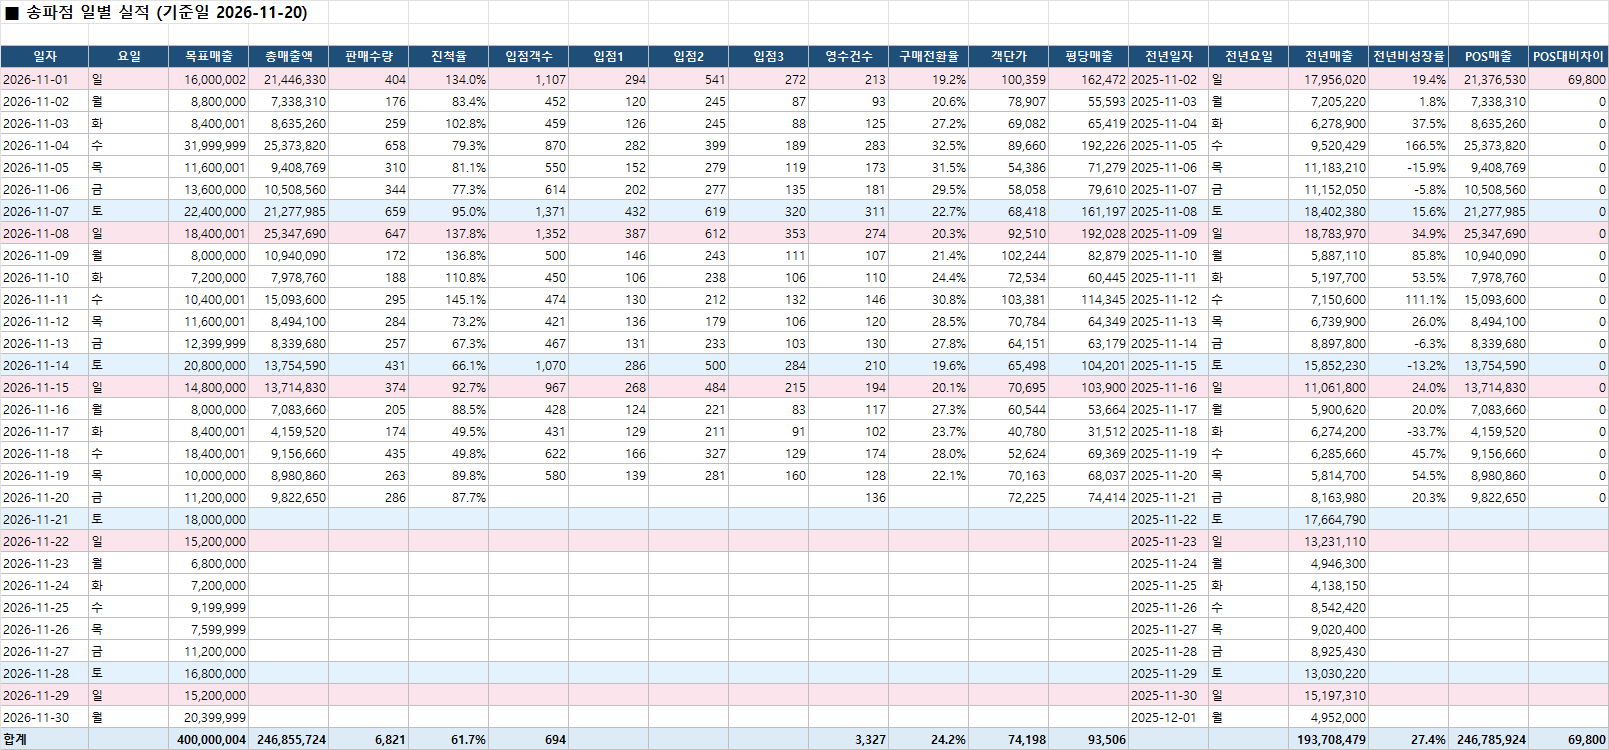 ■ 송파점 일별 실적 (기준일 2026-11-20)
일자 요일 목표매출 총매출액 판매수량 진척율 입점객수 입점1 입점2 입점3 영수건수 구매전환율 객단가 평당매출 전년일자 전년요일 전년매출 전년비성장률 POS매출 POS대비차이
2026-11-01 일 16,000,002 21,446,330 404 134.0% 1,107 294 541 272 213 19.2% 100,359 162,472 2025-11-02 일 17,956,020 19.4% 21,376,530 69,800
2026-11-02 월 8,800,000 7,338,310 176 83.4% 452 120 245 87 93 20.6% 78,907 55,593 2025-11-03 월 7,205,220 1.8% 7,338,310 0
2026-11-03 화 8,400,001 8,635,260 259 102.8% 459 126 245 88 125 27.2% 69,082 65,419 2025-11-04 화 6,278,900 37.5% 8,635,260 0
2026-11-04 수 31,999,999 25,373,820 658 79.3% 870 282 399 189 283 32.5% 89,660 192,226 2025-11-05 수 9,520,429 166.5% 25,373,820 0
2026-11-05 목 11,600,001 9,408,769 310 81.1% 550 152 279 119 173 31.5% 54,386 71,279 2025-11-06 목 11,183,210 -15.9% 9,408,769 0
2026-11-06 금 13,600,000 10,508,560 344 77.3% 614 202 277 135 181 29.5% 58,058 79,610 2025-11-07 금 11,152,050 -5.8% 10,508,560 0
2026-11-07 토 22,400,000 21,277,985 659 95.0% 1,371 432 619 320 311 22.7% 68,418 161,197 2025-11-08 토 18,402,380 15.6% 21,277,985 0
2026-11-08 일 18,400,001 25,347,690 647 137.8% 1,352 387 612 353 274 20.3% 92,510 192,028 2025-11-09 일 18,783,970 34.9% 25,347,690 0
2026-11-09 월 8,000,000 10,940,090 172 136.8% 500 146 243 111 107 21.4% 102,244 82,879 2025-11-10 월 5,887,110 85.8% 10,940,090 0
2026-11-10 화 7,200,000 7,978,760 188 110.8% 450 106 238 106 110 24.4% 72,534 60,445 2025-11-11 화 5,197,700 53.5% 7,978,760 0
2026-11-11 수 10,400,001 15,093,600 295 145.1% 474 130 212 132 146 30.8% 103,381 114,345 2025-11-12 수 7,150,600 111.1% 15,093,600 0
2026-11-12 목 11,600,001 8,494,100 284 73.2% 421 136 179 106 120 28.5% 70,784 64,349 2025-11-13 목 6,739,900 26.0% 8,494,100 0
2026-11-13 금 12,399,999 8,339,680 257 67.3% 467 131 233 103 130 27.8% 64,151 63,179 2025-11-14 금 8,897,800 -6.3% 8,339,680 0
2026-11-14 토 20,800,000 13,754,590 431 66.1% 1,070 286 500 284 210 19.6% 65,498 104,201 2025-11-15 토 15,852,230 -13.2% 13,754,590 0
2026-11-15 일 14,800,000 13,714,830 374 92.7% 967 268 484 215 194 20.1% 70,695 103,900 2025-11-16 일 11,061,800 24.0% 13,714,830 0
2026-11-16 월 8,000,000 7,083,660 205 88.5% 428 124 221 83 117 27.3% 60,544 53,664 2025-11-17 월 5,900,620 20.0% 7,083,660 0
2026-11-17 화 8,400,001 4,159,520 174 49.5% 431 129 211 91 102 23.7% 40,780 31,512 2025-11-18 화 6,274,200 -33.7% 4,159,520 0
2026-11-18 수 18,400,001 9,156,660 435 49.8% 622 166 327 129 174 28.0% 52,624 69,369 2025-11-19 수 6,285,660 45.7% 9,156,660 0
2026-11-19 목 10,000,000 8,980,860 263 89.8% 580 139 281 160 128 22.1% 70,163 68,037 2025-11-20 목 5,814,700 54.5% 8,980,860 0
2026-11-20 금 11,200,000 9,822,650 286 87.7% 136 72,225 74,414 2025-11-21 금 8,163,980 20.3% 9,822,650 0
2026-11-21 토 18,000,000 2025-11-22 토 17,664,790
2026-11-22 일 15,200,000 2025-11-23 일 13,231,110
2026-11-23 월 6,800,000 2025-11-24 월 4,946,300
2026-11-24 화 7,200,000 2025-11-25 화 4,138,150
2026-11-25 수 9,199,999 2025-11-26 수 8,542,420
2026-11-26 목 7,599,999 2025-11-27 목 9,020,400
2026-11-27 금 11,200,000 2025-11-28 금 8,925,430
2026-11-28 토 16,800,000 2025-11-29 토 13,030,220
2026-11-29 일 15,200,000 2025-11-30 일 15,197,310
2026-11-30 월 20,399,999 2025-12-01 월 4,952,000
합계 400,000,004 246,855,724 6,821 61.7% 694 3,327 24.2% 74,198 93,506 193,708,479 27.4% 246,785,924 69,800